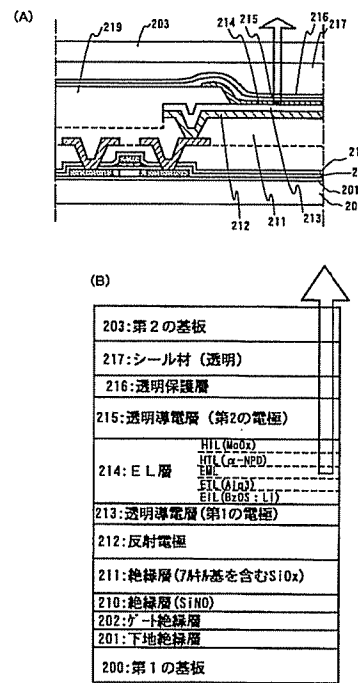 (A)
219
203
214
215
216
217
212
211
213
201
(B)
203:第２の基板
217:シール材（透明）
216:透明保護層
215:透明導電層（第2の電極）
214:ＥＬ層
HIL(MoOx)
HTL(α-NPD)
EML
ETL(Alq3)
EIL(BzOS:Li)
213:透明導電層(第1の電極)
212:反射電極
211:絶縁層(ｱﾙｷﾙ基を含むSiOx)
210:絶縁層(SiNO)
202:ｹﾞｰﾄ絶縁層
201:下地絶縁層
200:第１の基板